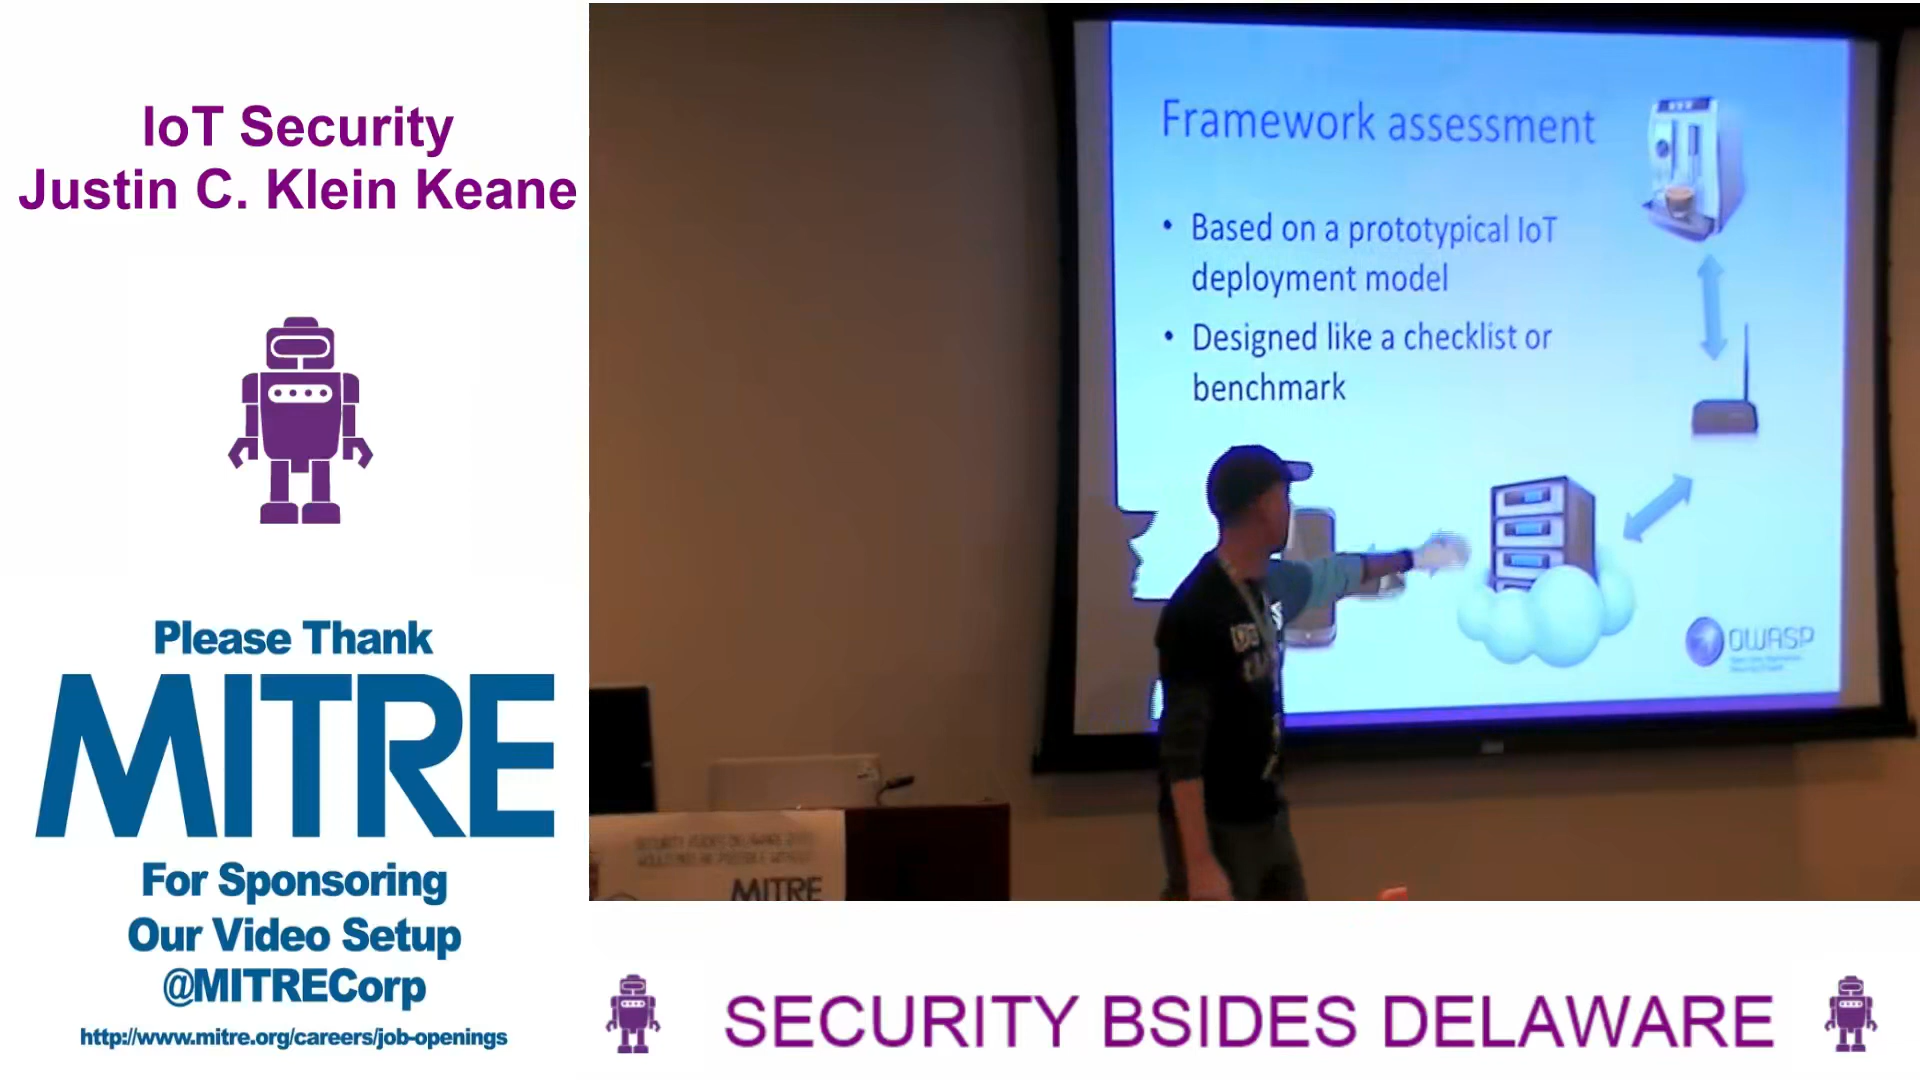 IoT Security
Justin C. Klein Keane
Please Thank
MITRE
For Sponsoring
Our Video Setup
@MITRECorp
http://www.mitre.org/careers/job-openings
Framework assessment
• Based on a prototypical IoT
deployment model
• Designed like a checklist or
benchmark
OWASP
MITRE
SECURITY BSIDES DELAWARE